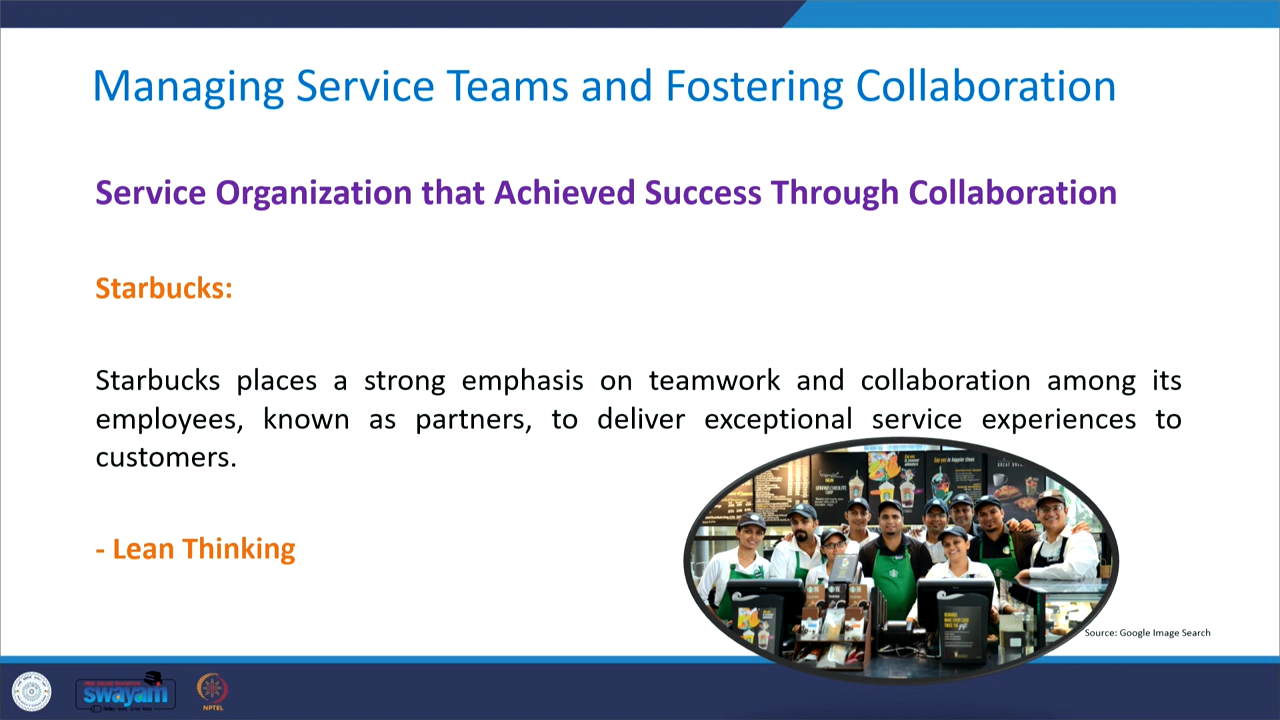 Managing Service Teams and Fostering Collaboration
Service Organization that Achieved Success Through Collaboration
Starbucks:
Starbucks places a strong emphasis on teamwork and collaboration among its
employees, known as partners, to deliver exceptional service experiences to
customers.
- Lean Thinking
Source: Google Image Search
swayam
NPTEL